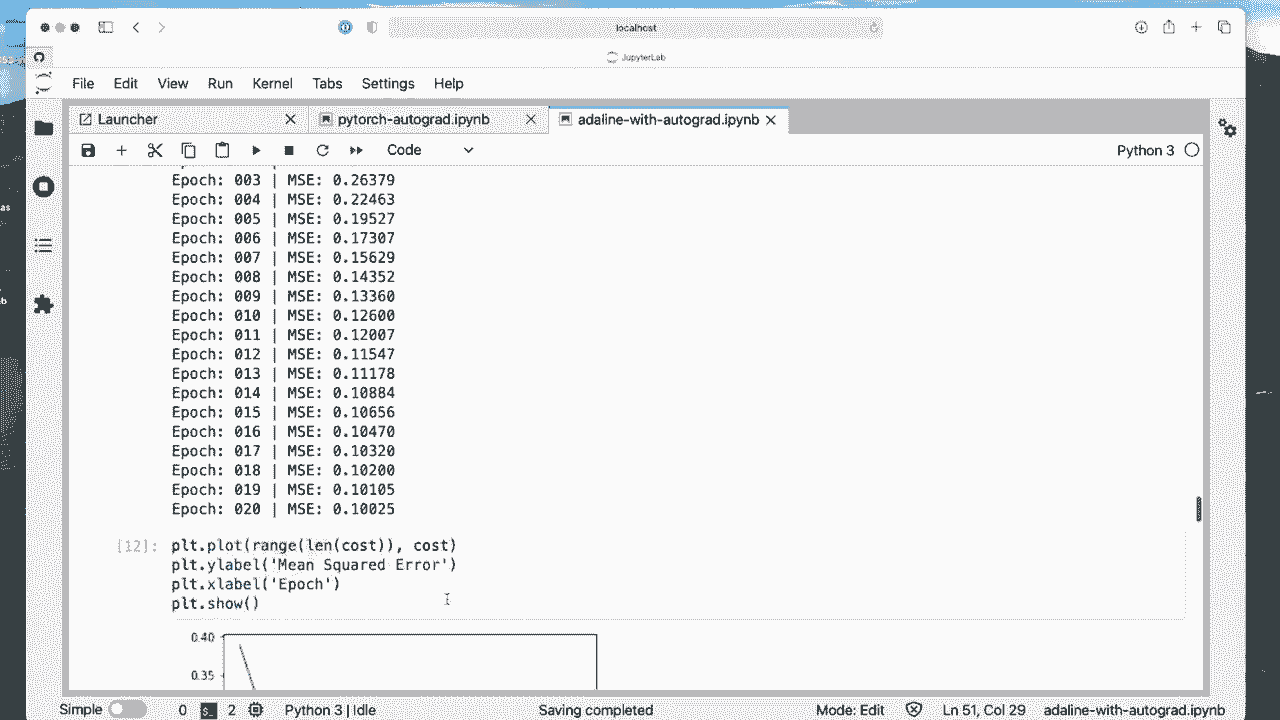 localhost
JupyterLab
File Edit View Run Kernel Tabs Settings Help
Launcher pytorch-autograd.ipynb adaline-with-autograd.ipynb
Code Python 3
Epoch: 003 | MSE: 0.26379
Epoch: 004 | MSE: 0.22463
Epoch: 005 | MSE: 0.19527
Epoch: 006 | MSE: 0.17307
Epoch: 007 | MSE: 0.15629
Epoch: 008 | MSE: 0.14352
Epoch: 009 | MSE: 0.13360
Epoch: 010 | MSE: 0.12600
Epoch: 011 | MSE: 0.12007
Epoch: 012 | MSE: 0.11547
Epoch: 013 | MSE: 0.11178
Epoch: 014 | MSE: 0.10884
Epoch: 015 | MSE: 0.10656
Epoch: 016 | MSE: 0.10470
Epoch: 017 | MSE: 0.10320
Epoch: 018 | MSE: 0.10200
Epoch: 019 | MSE: 0.10105
Epoch: 020 | MSE: 0.10025
[12]: plt.plot(range(len(cost)), cost)
plt.ylabel('Mean Squared Error')
plt.xlabel('Epoch')
plt.show()
0.40
0.35
Simple 0 2 Python 3 | Idle Saving completed Mode: Edit Ln 51, Col 29 adaline-with-autograd.ipynb